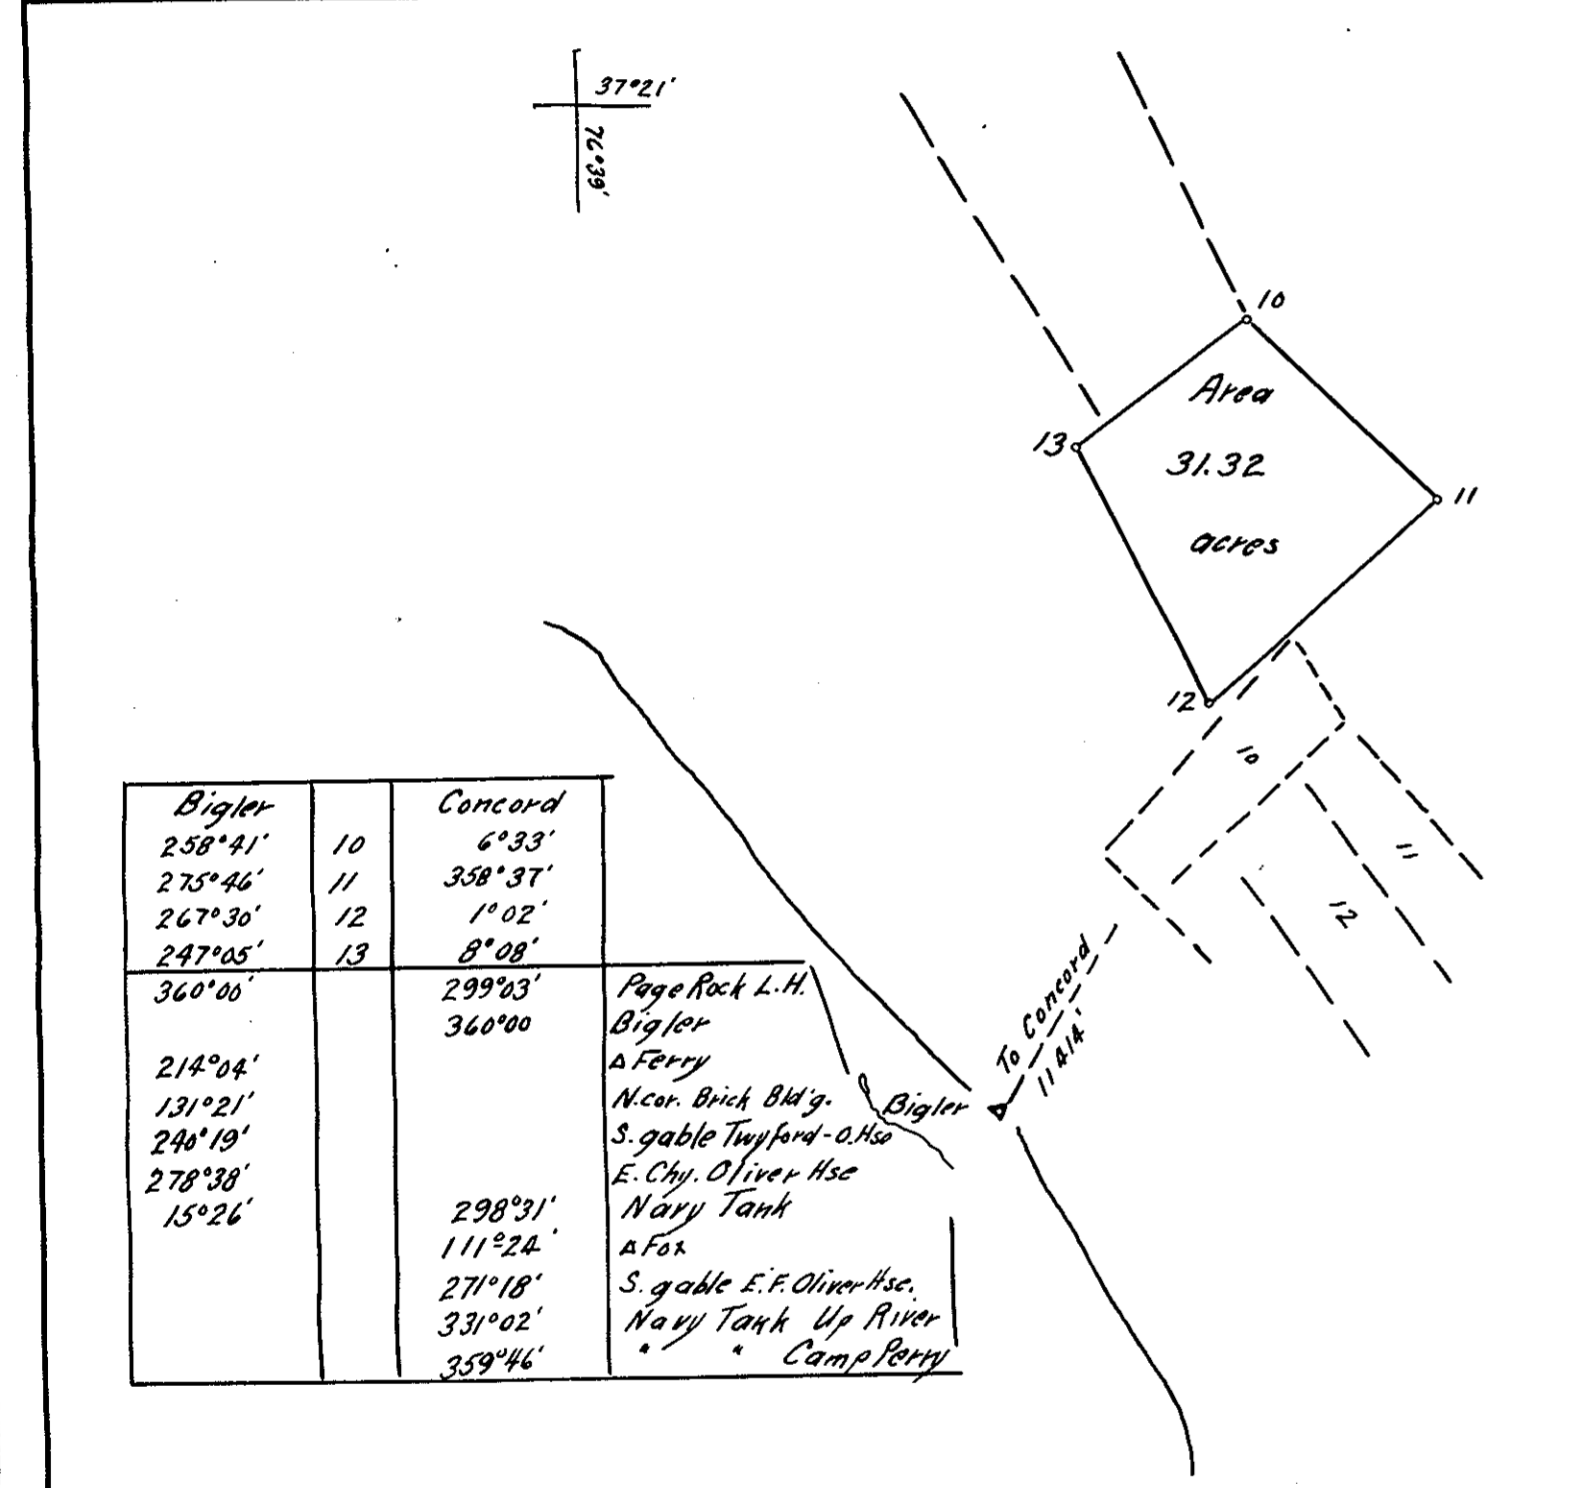 37°21'
76°39'
10
Area
13
31.32
11
acres
12
10
11
12
To Concord
11414'
Bigler
Bigler Concord
258°41' 10 6°33'
275°46' 11 358°37'
267°30' 12 1°02'
247°05' 13 8°08'
360°00' 299°03' Page Rock L.H.
360°00 Bigler
214°04' △ Ferry
131°21' N.cor. Brick Bld'g.
240°19' S. gable Twyford-O.Hse
278°38' E. Chy. Oliver Hse
15°26' 298°31' Navy Tank
111°24' △ Fox
271°18' S. gable E.F. Oliver Hse.
331°02' Navy Tank Up River
359°46' " " Camp Perry